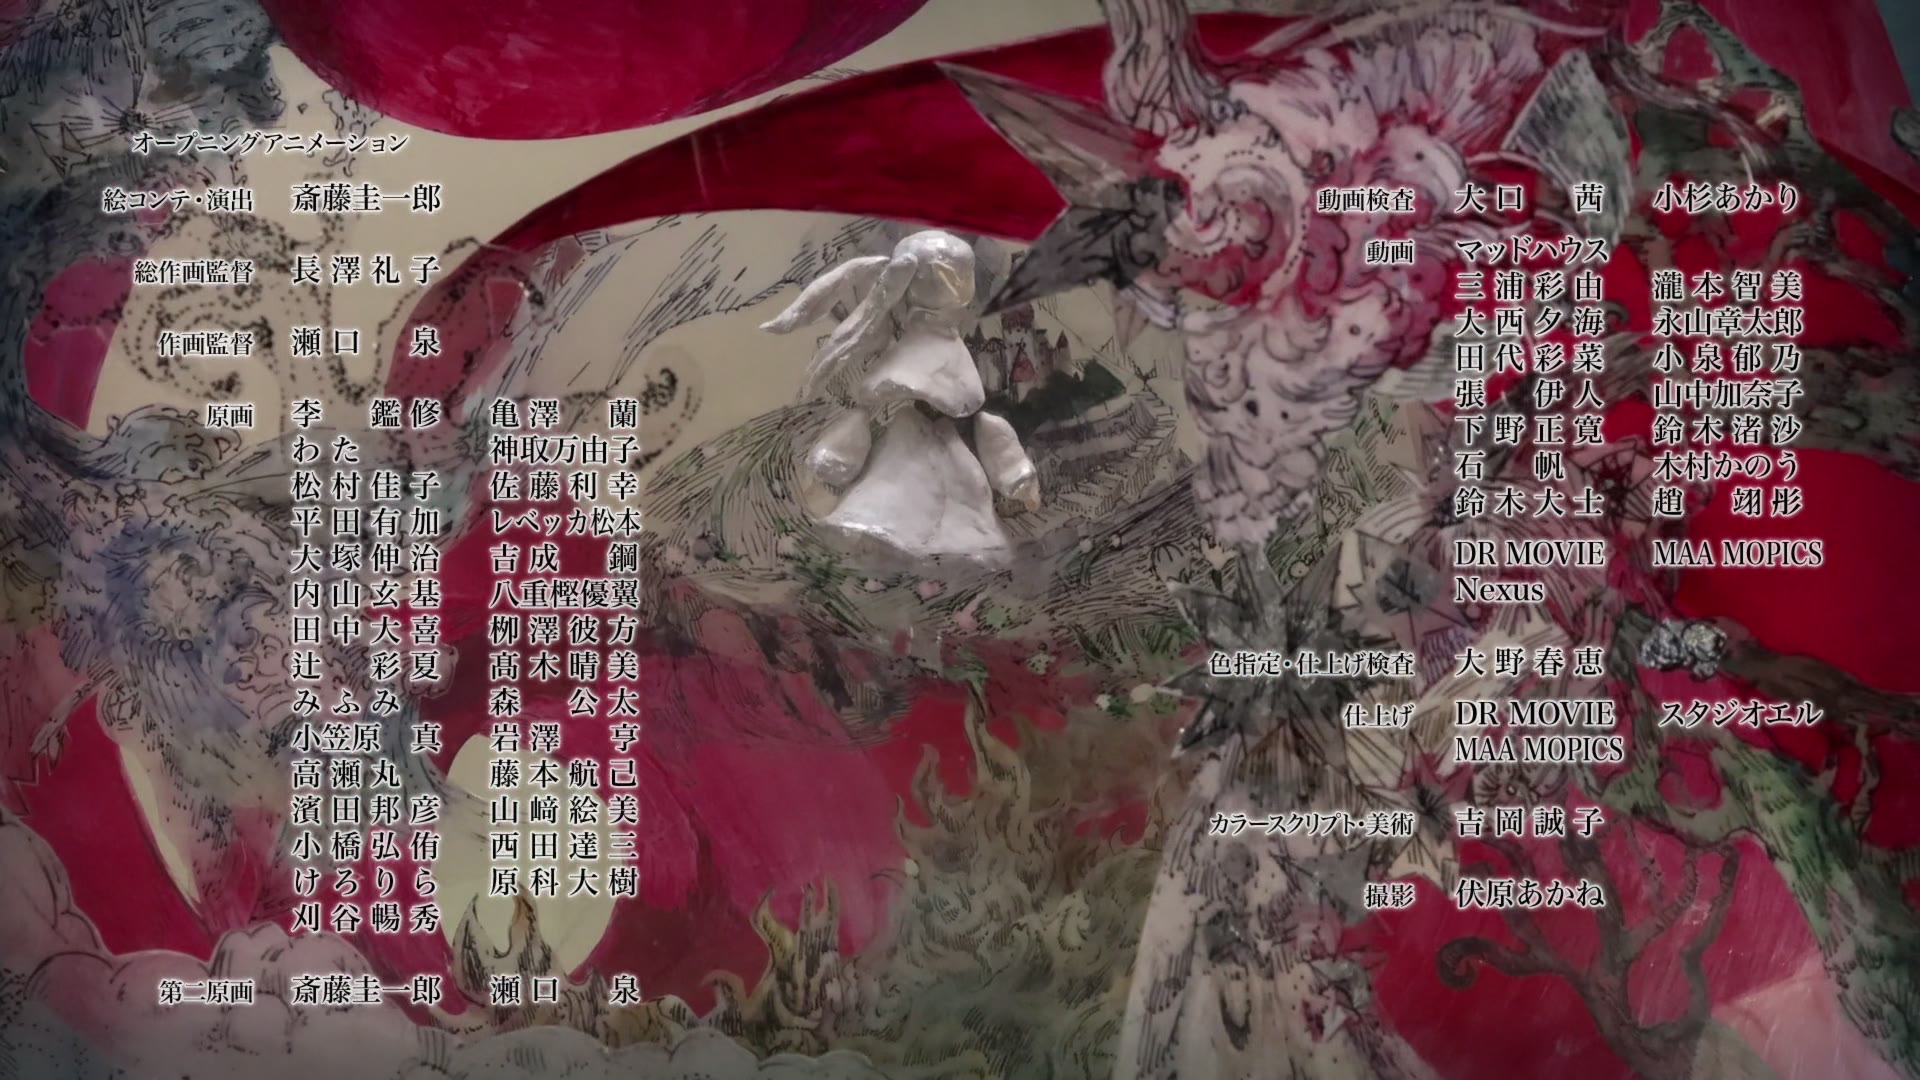 オープニングアニメーション
絵コンテ・演出 斎藤圭一郎
総作画監督 長澤礼子
作画監督 瀬口 泉
原画 李 鑑修 亀澤 蘭
わた 神取万由子
松村佳子 佐藤利幸
平田有加 レベッカ松本
大塚伸治 吉成 鋼
内山玄基 八重樫優翼
田中大喜 栁澤彼方
辻 彩夏 髙木晴美
みふみ 森 公太
小笠原 真 岩澤 亨
高瀬丸 藤本航己
濱田邦彦 山﨑絵美
小橋弘侑 西田達三
けろりら 原科大樹
刈谷暢秀
第二原画 斎藤圭一郎 瀬口 泉
動画検査 大口 茜 小杉あかり
動画 マッドハウス
三浦彩由 瀧本智美
大西夕海 永山章太郎
田代彩菜 小泉郁乃
張 伊人 山中加奈子
下野正寛 鈴木渚沙
石 帆 木村かのう
鈴木大士 趙 翊彤
DR MOVIE MAA MOPICS
Nexus
色指定・仕上げ検査 大野春恵
仕上げ DR MOVIE スタジオエル
MAA MOPICS
カラースクリプト・美術 吉岡誠子
撮影 伏原あかね